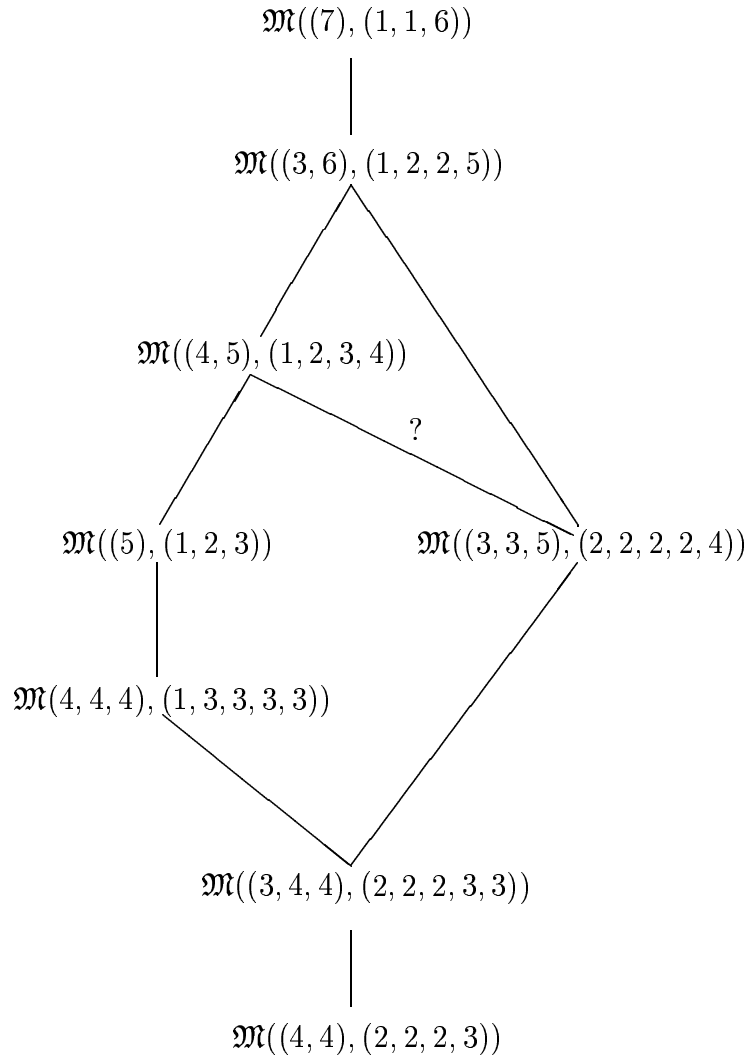 𝔐((7), (1, 1, 6))
𝔐((3, 6), (1, 2, 2, 5))
𝔐((4, 5), (1, 2, 3, 4))
?
𝔐((5), (1, 2, 3)) 𝔐((3, 3, 5), (2, 2, 2, 2, 4))
𝔐(4, 4, 4), (1, 3, 3, 3, 3))
𝔐((3, 4, 4), (2, 2, 2, 3, 3))
𝔐((4, 4), (2, 2, 2, 3))